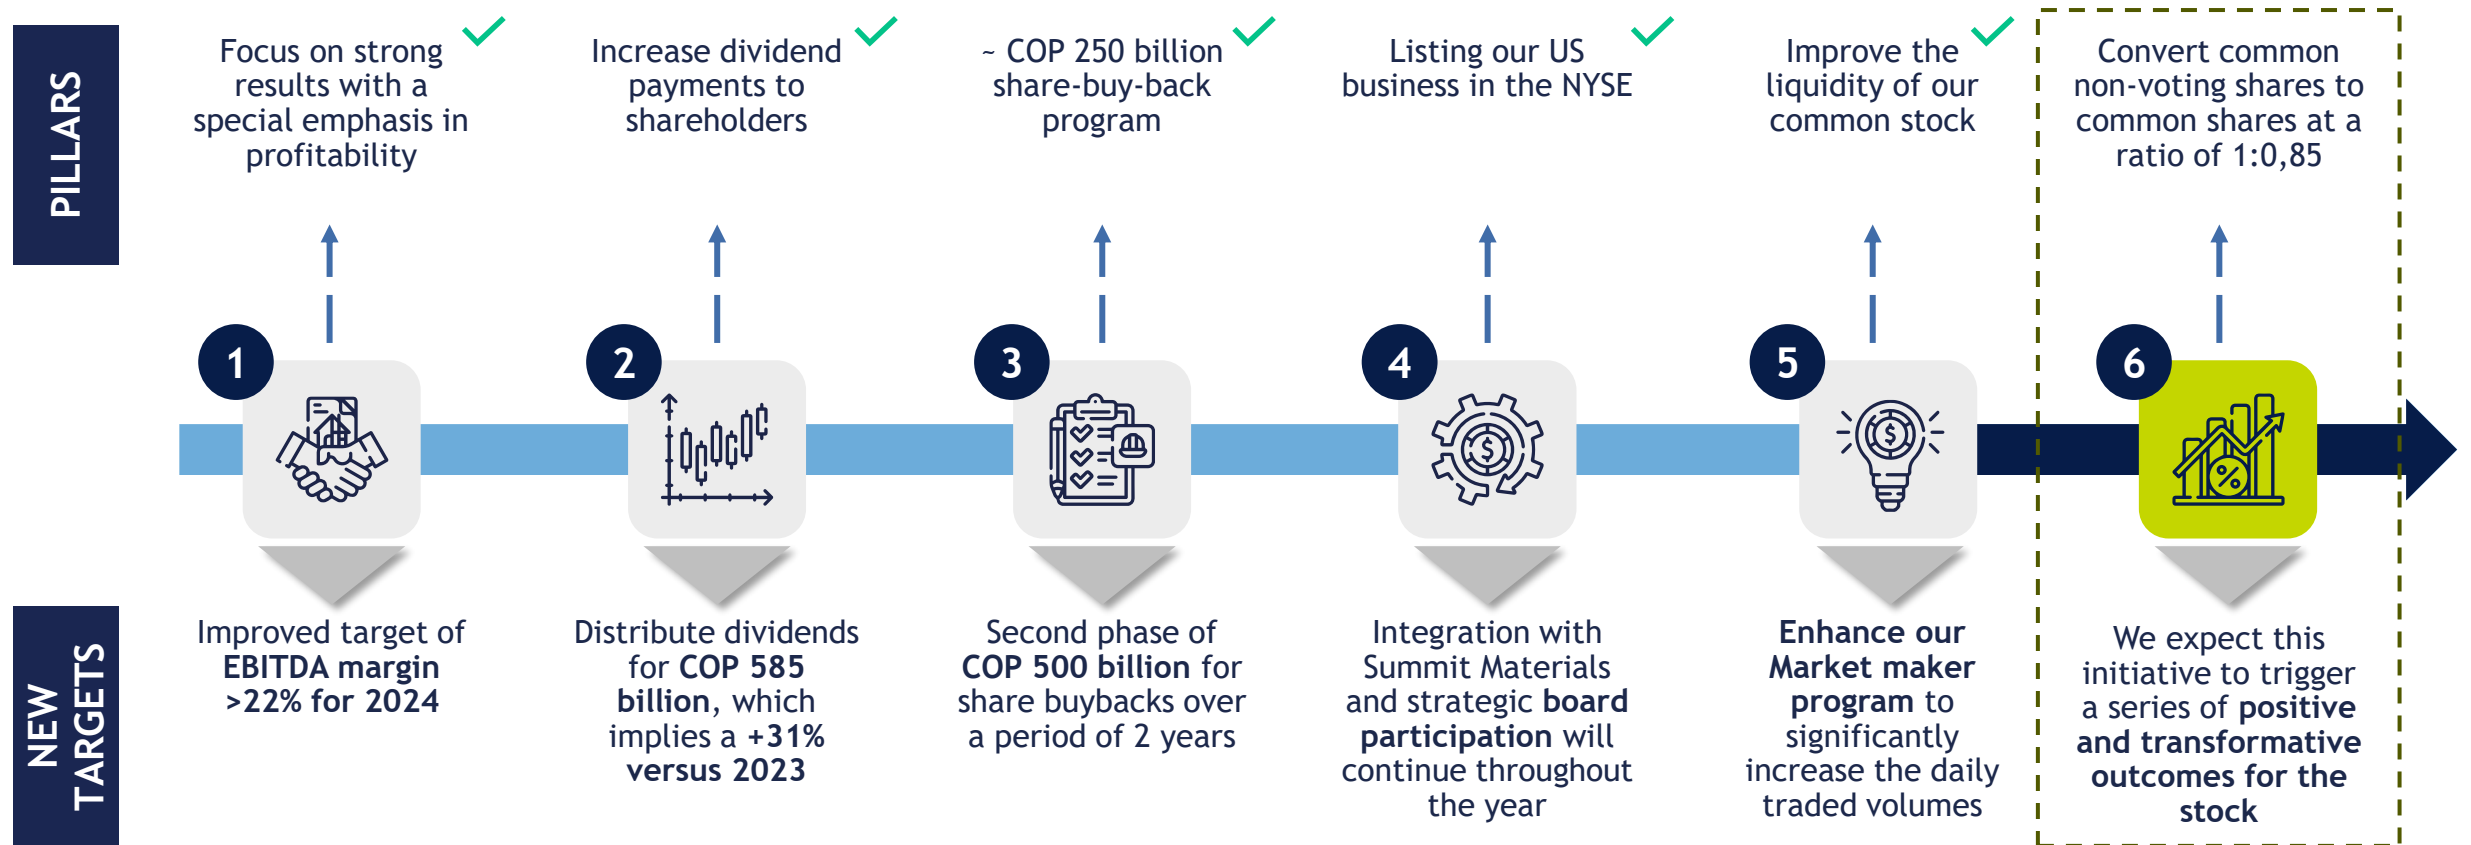 PILLARS
Focus on strong
results with a
special emphasis in
profitability
Increase dividend
payments to
shareholders
~ COP 250 billion
share-buy-back
program
Listing our US
business in the NYSE
Improve the
liquidity of our
common stock
Convert common
non-voting shares to
common shares at a
ratio of 1:0,85
1
2
3
4
5
6
NEW
TARGETS
Improved target of
EBITDA margin
>22% for 2024
Distribute dividends
for COP 585
billion, which
implies a +31%
versus 2023
Second phase of
COP 500 billion for
share buybacks over
a period of 2 years
Integration with
Summit Materials
and strategic board
participation will
continue throughout
the year
Enhance our
Market maker
program to
significantly
increase the daily
traded volumes
We expect this
initiative to trigger
a series of positive
and transformative
outcomes for the
stock